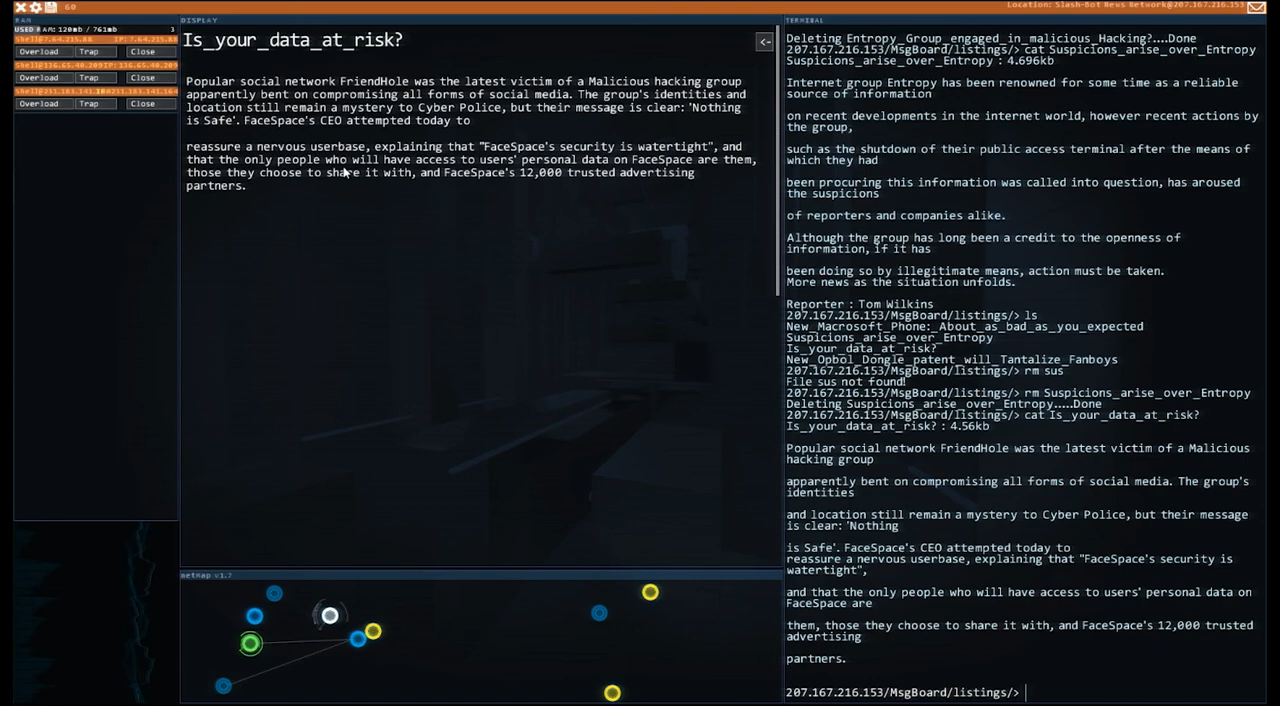 60
Location: Slash-Bot News Network@207.167.216.153
RAM
DISPLAY
TERMINAL
USED RAM: 120mb / 761mb
3
Shell@7.64.215.88 IP: 7.64.215.88
Overload Trap Close
Overload Trap Close
Overload Trap Close
Is_your_data_at_risk?
<-
Popular social network FriendHole was the latest victim of a Malicious hacking group
apparently bent on compromising all forms of social media. The group's identities and
location still remain a mystery to Cyber Police, but their message is clear: 'Nothing
is Safe'. FaceSpace's CEO attempted today to
reassure a nervous userbase, explaining that "FaceSpace's security is watertight", and
that the only people who will have access to users' personal data on FaceSpace are them,
those they choose to share it with, and FaceSpace's 12,000 trusted advertising
partners.
netMap v1.7
Deleting Entropy_Group_engaged_in_malicious_Hacking?....Done
207.167.216.153/MsgBoard/listings/> cat Suspicions_arise_over_Entropy
Suspicions_arise_over_Entropy : 4.696kb
Internet group Entropy has been renowned for some time as a reliable
source of information
on recent developments in the internet world, however recent actions by
the group,
such as the shutdown of their public access terminal after the means of
which they had
been procuring this information was called into question, has aroused
the suspicions
of reporters and companies alike.
Although the group has long been a credit to the openness of
information, if it has
been doing so by illegitimate means, action must be taken.
More news as the situation unfolds.
Reporter : Tom Wilkins
207.167.216.153/MsgBoard/listings/> ls
New_Macrosoft_Phone:_About_as_bad_as_you_expected
Suspicions_arise_over_Entropy
Is_your_data_at_risk?
New_Opbol_Dongle_patent_will_Tantalize_Fanboys
207.167.216.153/MsgBoard/listings/> rm sus
File sus not found!
207.167.216.153/MsgBoard/listings/> rm Suspicions_arise_over_Entropy
Deleting Suspicions_arise_over_Entropy.....Done
207.167.216.153/MsgBoard/listings/> cat Is_your_data_at_risk?
Is_your_data_at_risk? : 4.56kb
Popular social network FriendHole was the latest victim of a Malicious
hacking group
apparently bent on compromising all forms of social media. The group's
identities
and location still remain a mystery to Cyber Police, but their message
is clear: 'Nothing
is Safe'. FaceSpace's CEO attempted today to
reassure a nervous userbase, explaining that "FaceSpace's security is
watertight",
and that the only people who will have access to users' personal data on
FaceSpace are
them, those they choose to share it with, and FaceSpace's 12,000 trusted
advertising
partners.
207.167.216.153/MsgBoard/listings/>